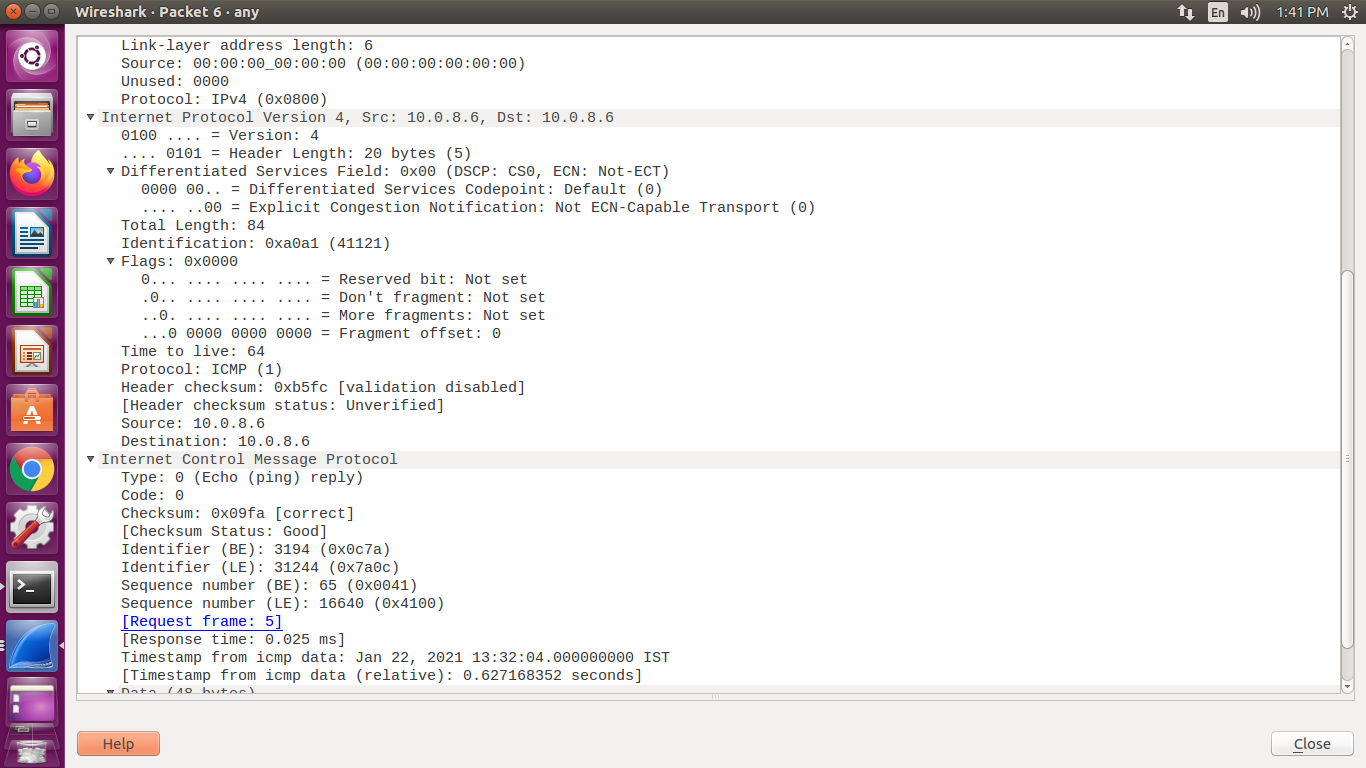 Wireshark · Packet 6 · any
En
1:41 PM
Link-layer address length: 6
Source: 00:00:00_00:00:00 (00:00:00:00:00:00)
Unused: 0000
Protocol: IPv4 (0x0800)
Internet Protocol Version 4, Src: 10.0.8.6, Dst: 10.0.8.6
0100 .... = Version: 4
.... 0101 = Header Length: 20 bytes (5)
Differentiated Services Field: 0x00 (DSCP: CS0, ECN: Not-ECT)
0000 00.. = Differentiated Services Codepoint: Default (0)
.... ..00 = Explicit Congestion Notification: Not ECN-Capable Transport (0)
Total Length: 84
Identification: 0xa0a1 (41121)
Flags: 0x0000
0... .... .... .... = Reserved bit: Not set
.0.. .... .... .... = Don't fragment: Not set
..0. .... .... .... = More fragments: Not set
...0 0000 0000 0000 = Fragment offset: 0
Time to live: 64
Protocol: ICMP (1)
Header checksum: 0xb5fc [validation disabled]
[Header checksum status: Unverified]
Source: 10.0.8.6
Destination: 10.0.8.6
Internet Control Message Protocol
Type: 0 (Echo (ping) reply)
Code: 0
Checksum: 0x09fa [correct]
[Checksum Status: Good]
Identifier (BE): 3194 (0x0c7a)
Identifier (LE): 31244 (0x7a0c)
Sequence number (BE): 65 (0x0041)
Sequence number (LE): 16640 (0x4100)
[Request frame: 5]
[Response time: 0.025 ms]
Timestamp from icmp data: Jan 22, 2021 13:32:04.000000000 IST
[Timestamp from icmp data (relative): 0.627168352 seconds]
Data (48 bytes)
Help
Close